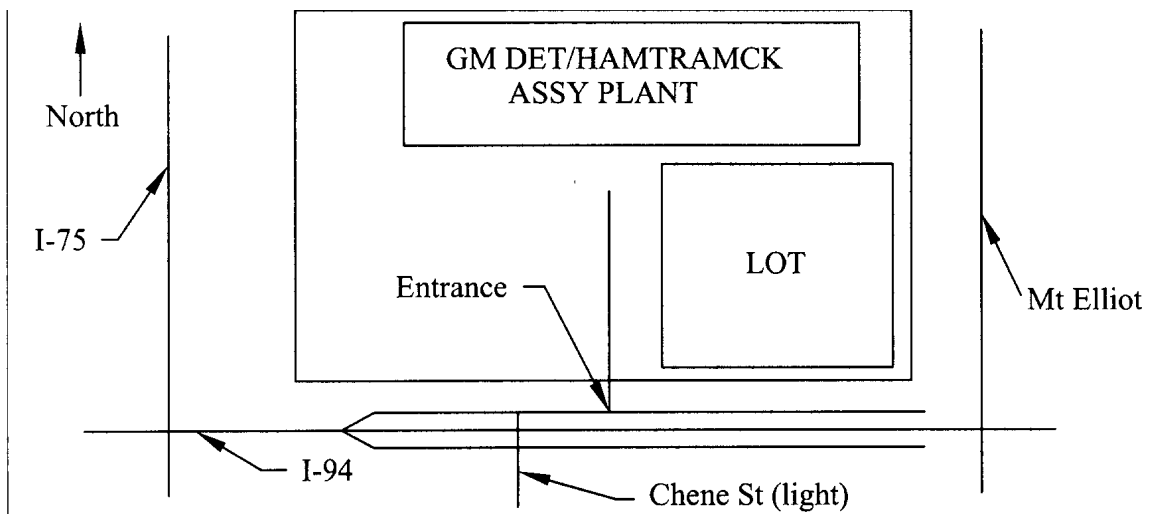 GM DET/HAMTRAMCK
ASSY PLANT
North
I-75
LOT
Entrance
Mt Elliot
I-94
Chene St (light)